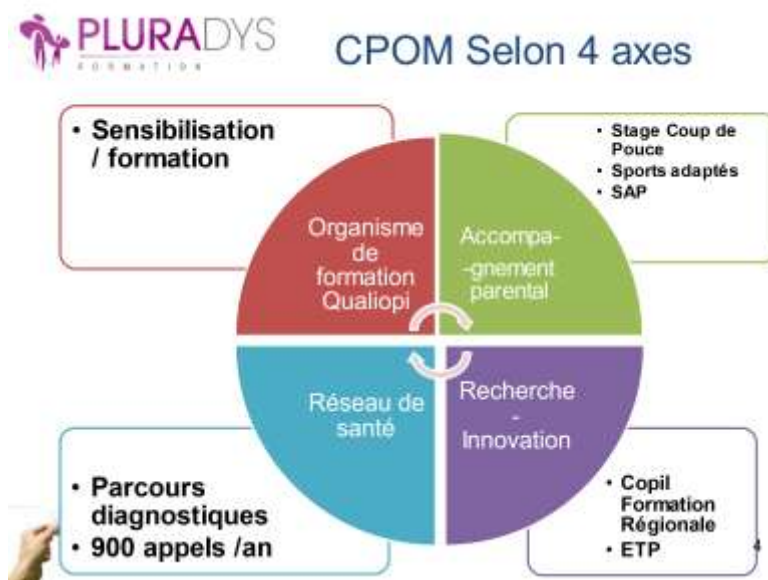 PLURADYS
FORMATION
CPOM Selon 4 axes
• Sensibilisation
/ formation
• Stage Coup de
Pouce
• Sports adaptés
• SAP
Organisme
de
formation
Qualiopi
Accompa-
-gnement
parental
Réseau de
santé
Recherche
-
Innovation
• Parcours
diagnostiques
• 900 appels /an
• Copil
Formation
Régionale
• ETP
4